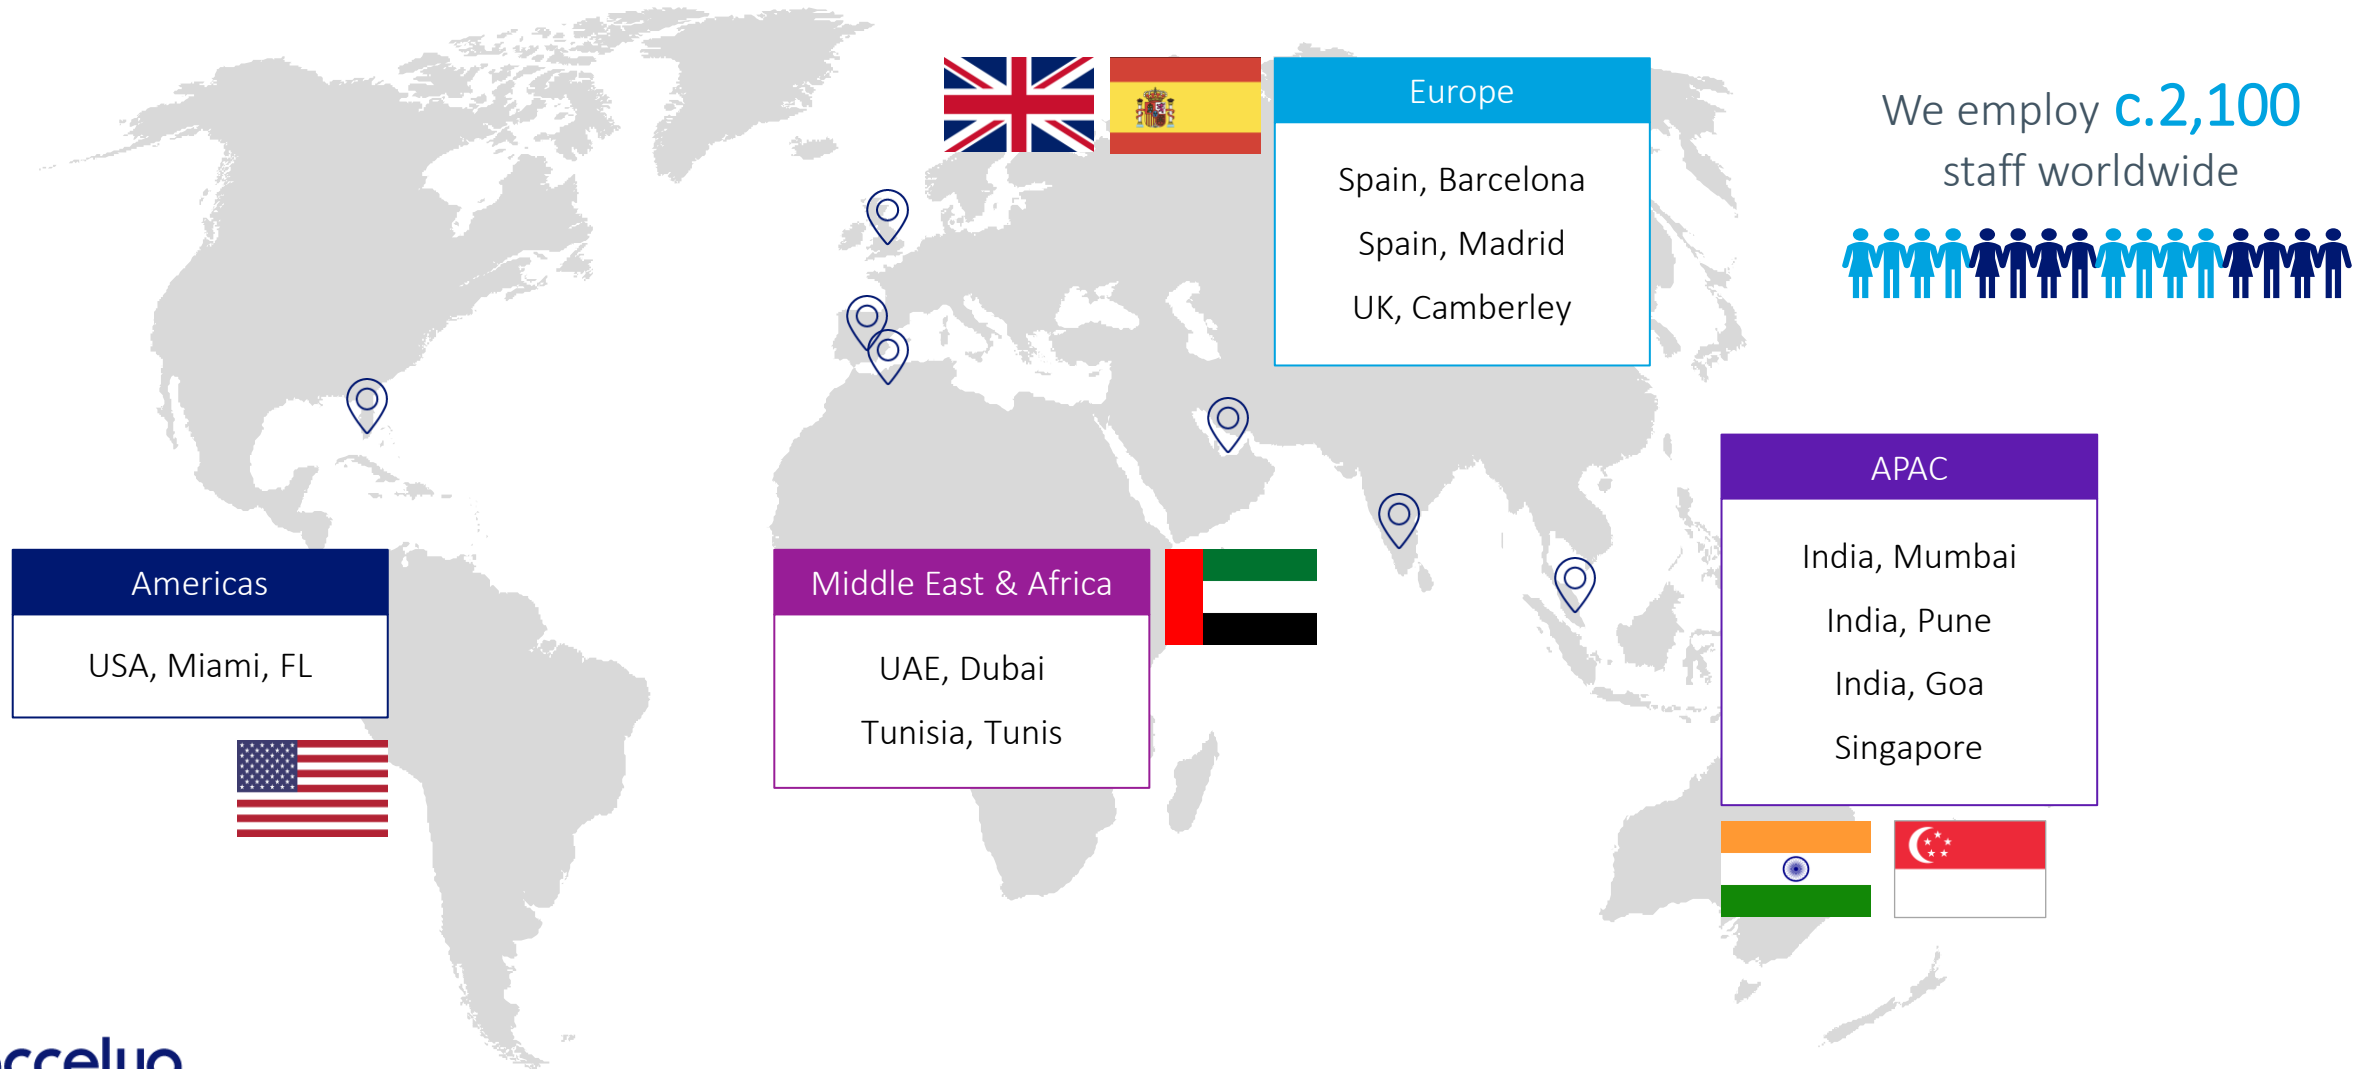 Europe
Spain, Barcelona
Spain, Madrid
UK, Camberley
We employ c.2,100
staff worldwide
APAC
India, Mumbai
India, Pune
India, Goa
Singapore
Americas
USA, Miami, FL
Middle East & Africa
UAE, Dubai
Tunisia, Tunis